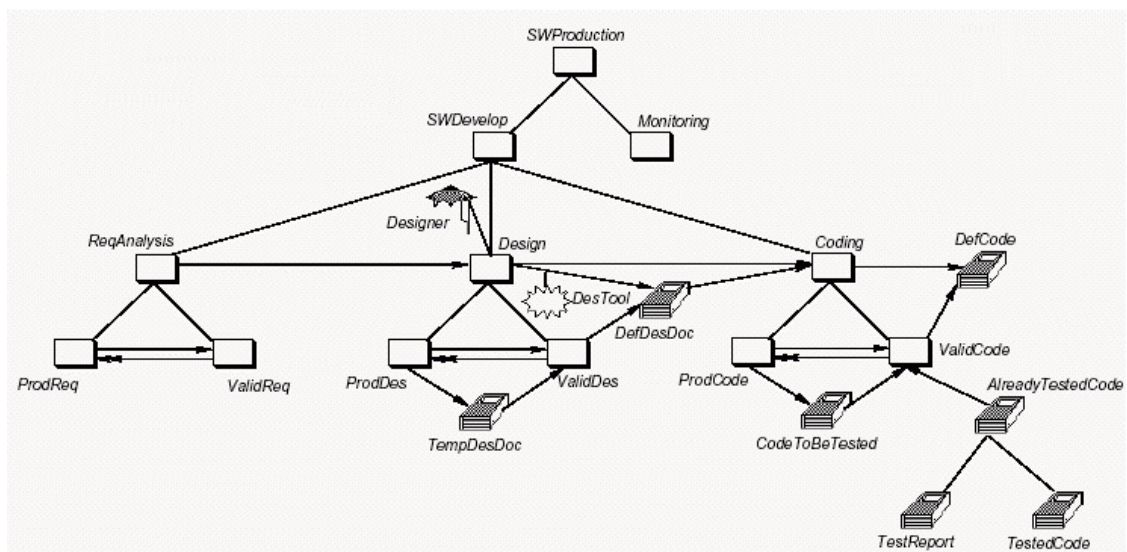 SWProduction
SWDevelop
Monitoring
Designer
ReqAnalysis
Design
Coding
DefCode
DesTool
DefDesDoc
ProdReq
ValidReq
ProdDes
ValidDes
ProdCode
ValidCode
AlreadyTestedCode
TempDesDoc
CodeToBeTested
TestReport
TestedCode